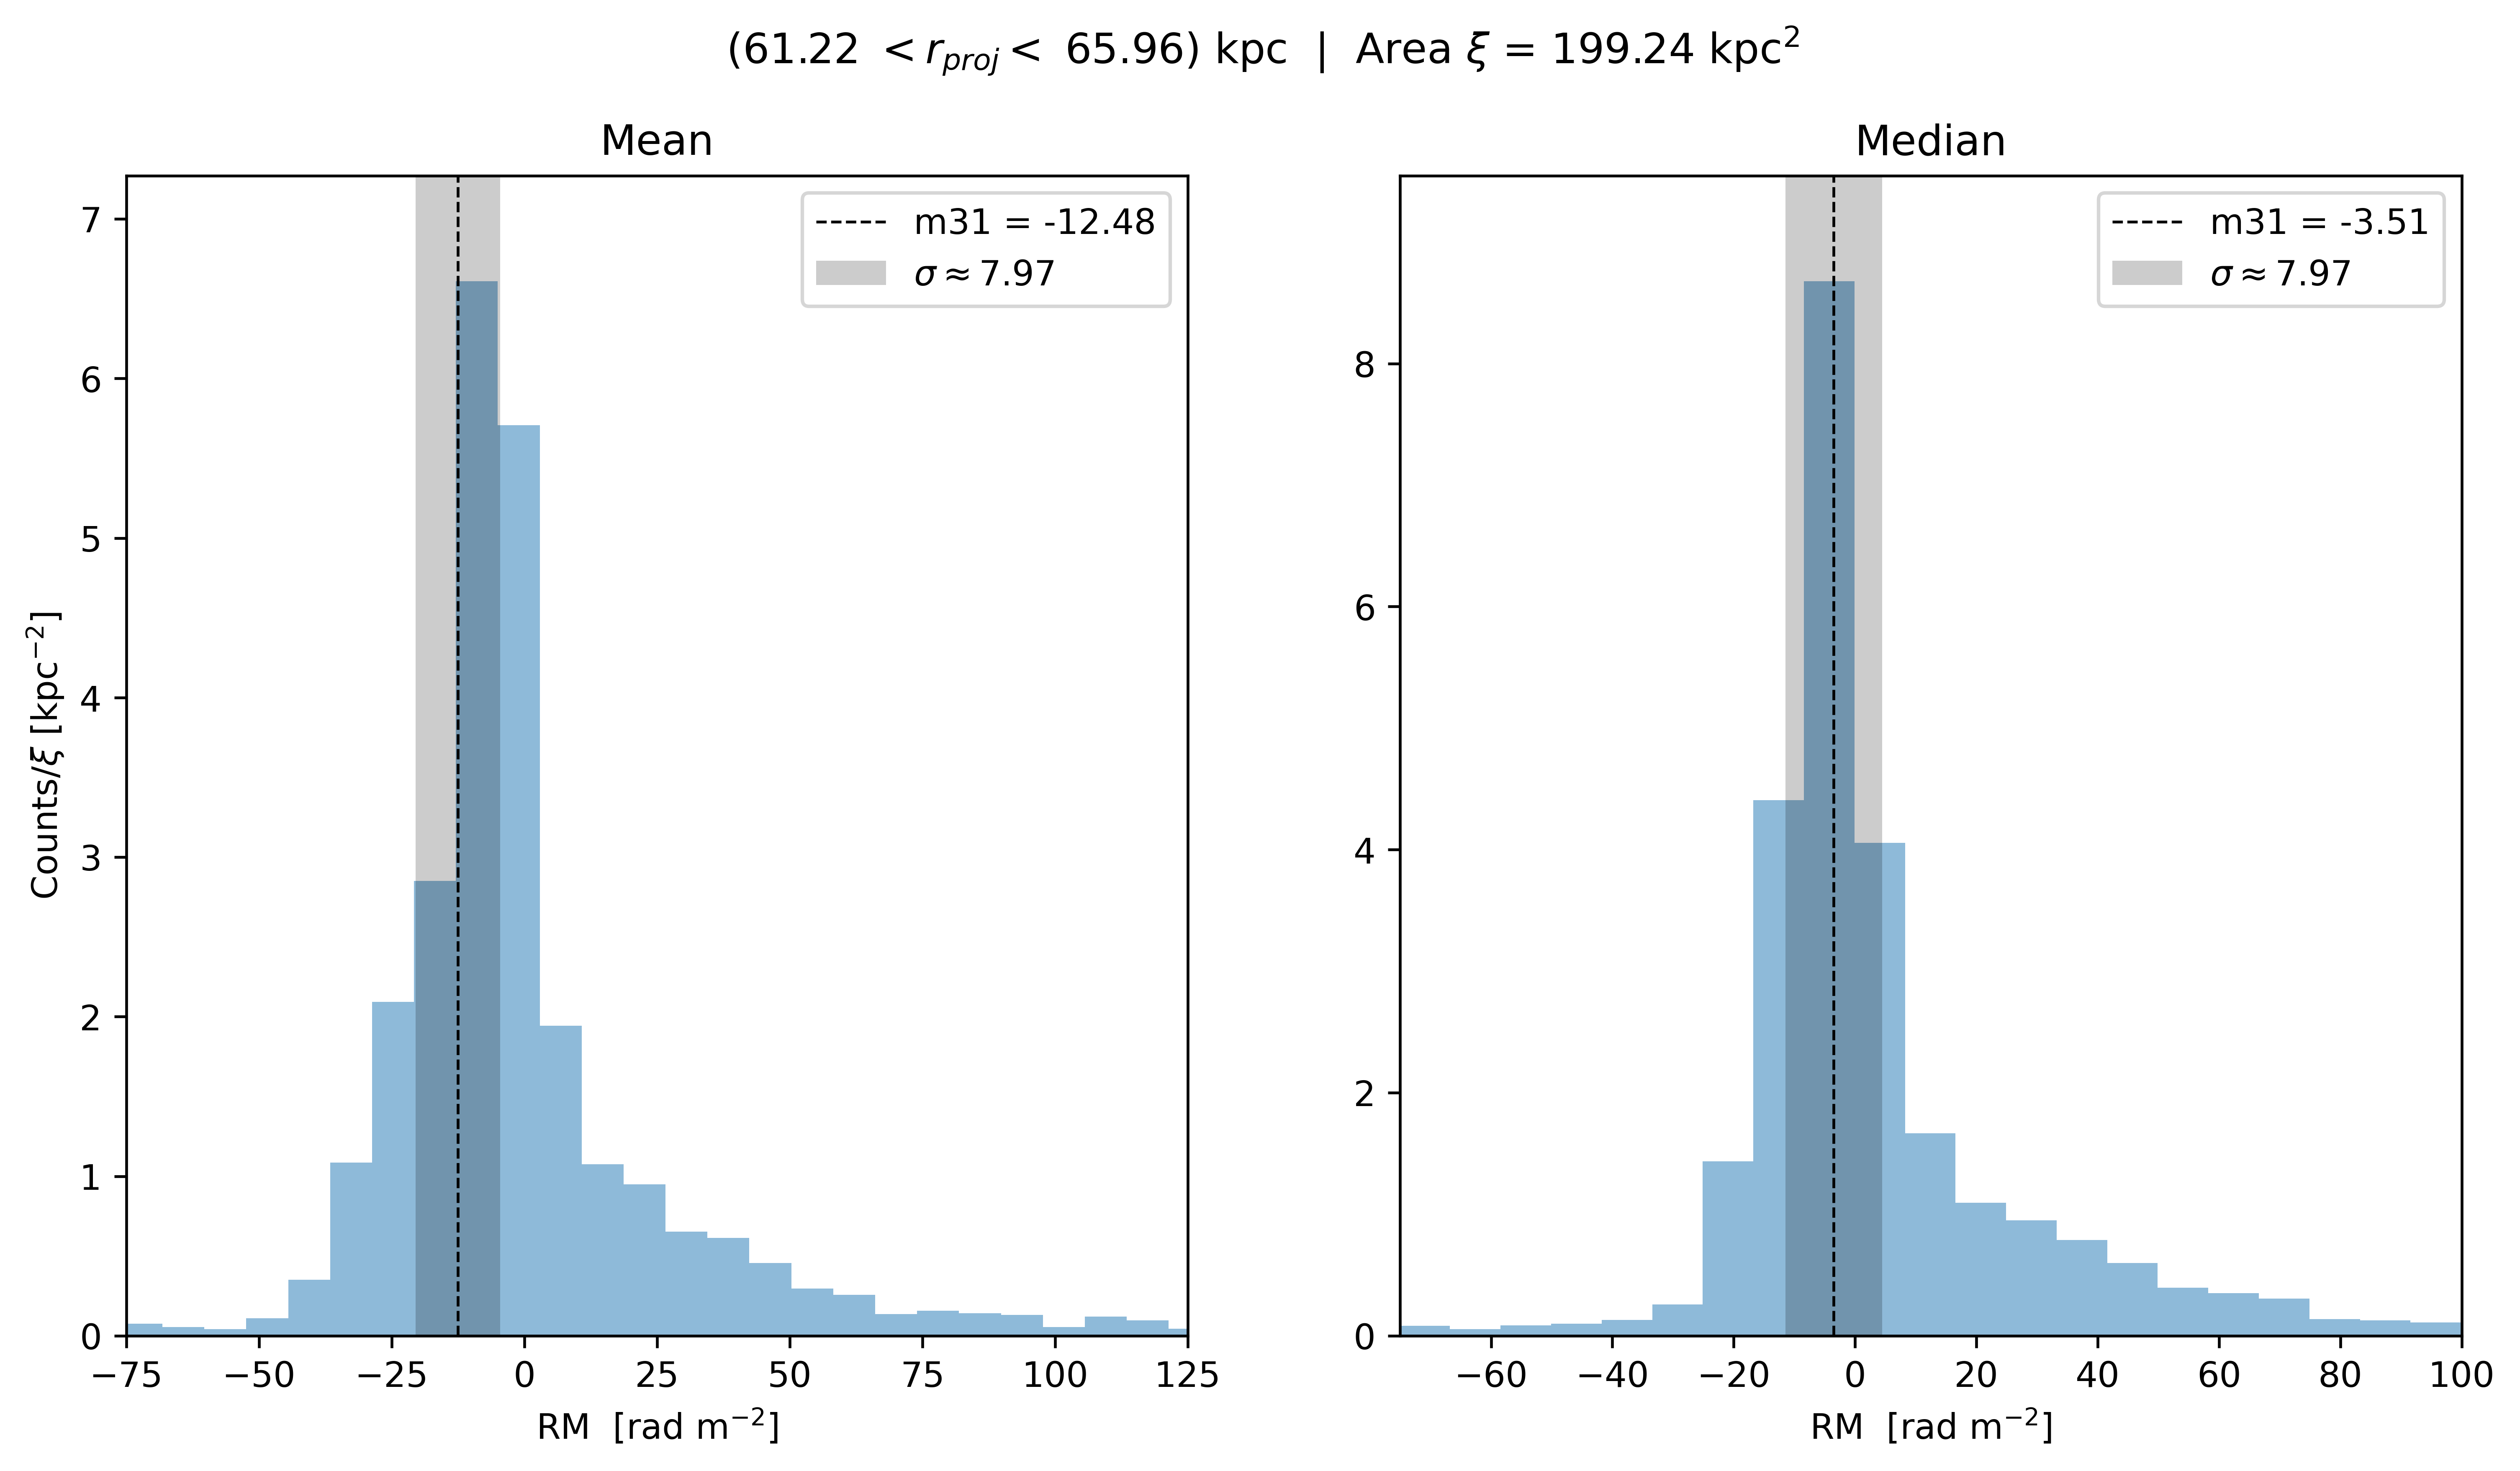 (61.22 < r_proj < 65.96) kpc | Area ξ = 199.24 kpc²
Mean
m31 = -12.48
σ ≈ 7.97
7
6
5
4
3
2
1
0
Counts/ξ [kpc⁻²]
−75 −50 −25 0 25 50 75 100 125
RM [rad m⁻²]
Median
m31 = -3.51
σ ≈ 7.97
8
6
4
2
0
−60 −40 −20 0 20 40 60 80 100
RM [rad m⁻²]